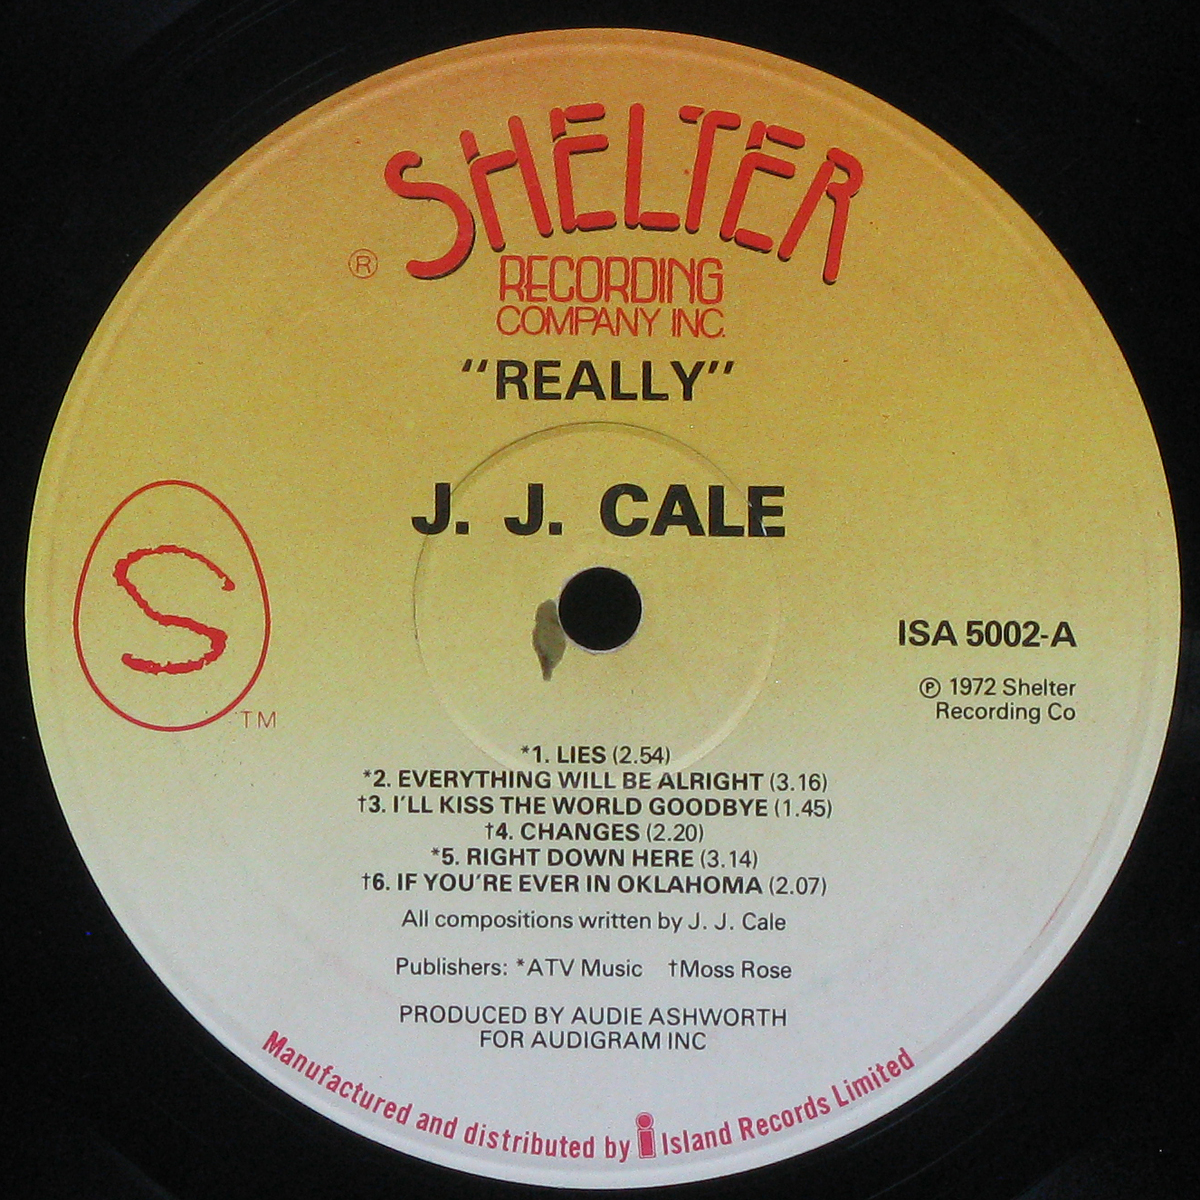 SHELTER
®
RECORDING
COMPANY INC.
"REALLY"
J. J. CALE
S
TM
ISA 5002-A
℗ 1972 Shelter
Recording Co
*1. LIES (2.54)
*2. EVERYTHING WILL BE ALRIGHT (3.16)
†3. I'LL KISS THE WORLD GOODBYE (1.45)
†4. CHANGES (2.20)
*5. RIGHT DOWN HERE (3.14)
†6. IF YOU'RE EVER IN OKLAHOMA (2.07)
All compositions written by J. J. Cale
Publishers: *ATV Music †Moss Rose
PRODUCED BY AUDIE ASHWORTH
FOR AUDIGRAM INC
Manufactured and distributed by i Island Records Limited